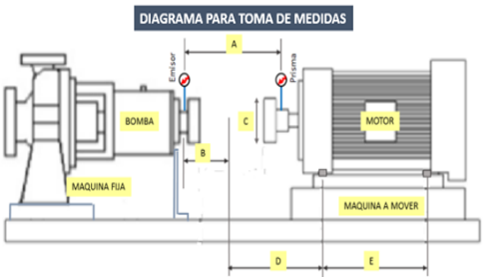 DIAGRAMA PARA TOMA DE MEDIDAS
A
Emisor
Prisma
BOMBA
C
MOTOR
B
MAQUINA FIJA
MAQUINA A MOVER
D
E